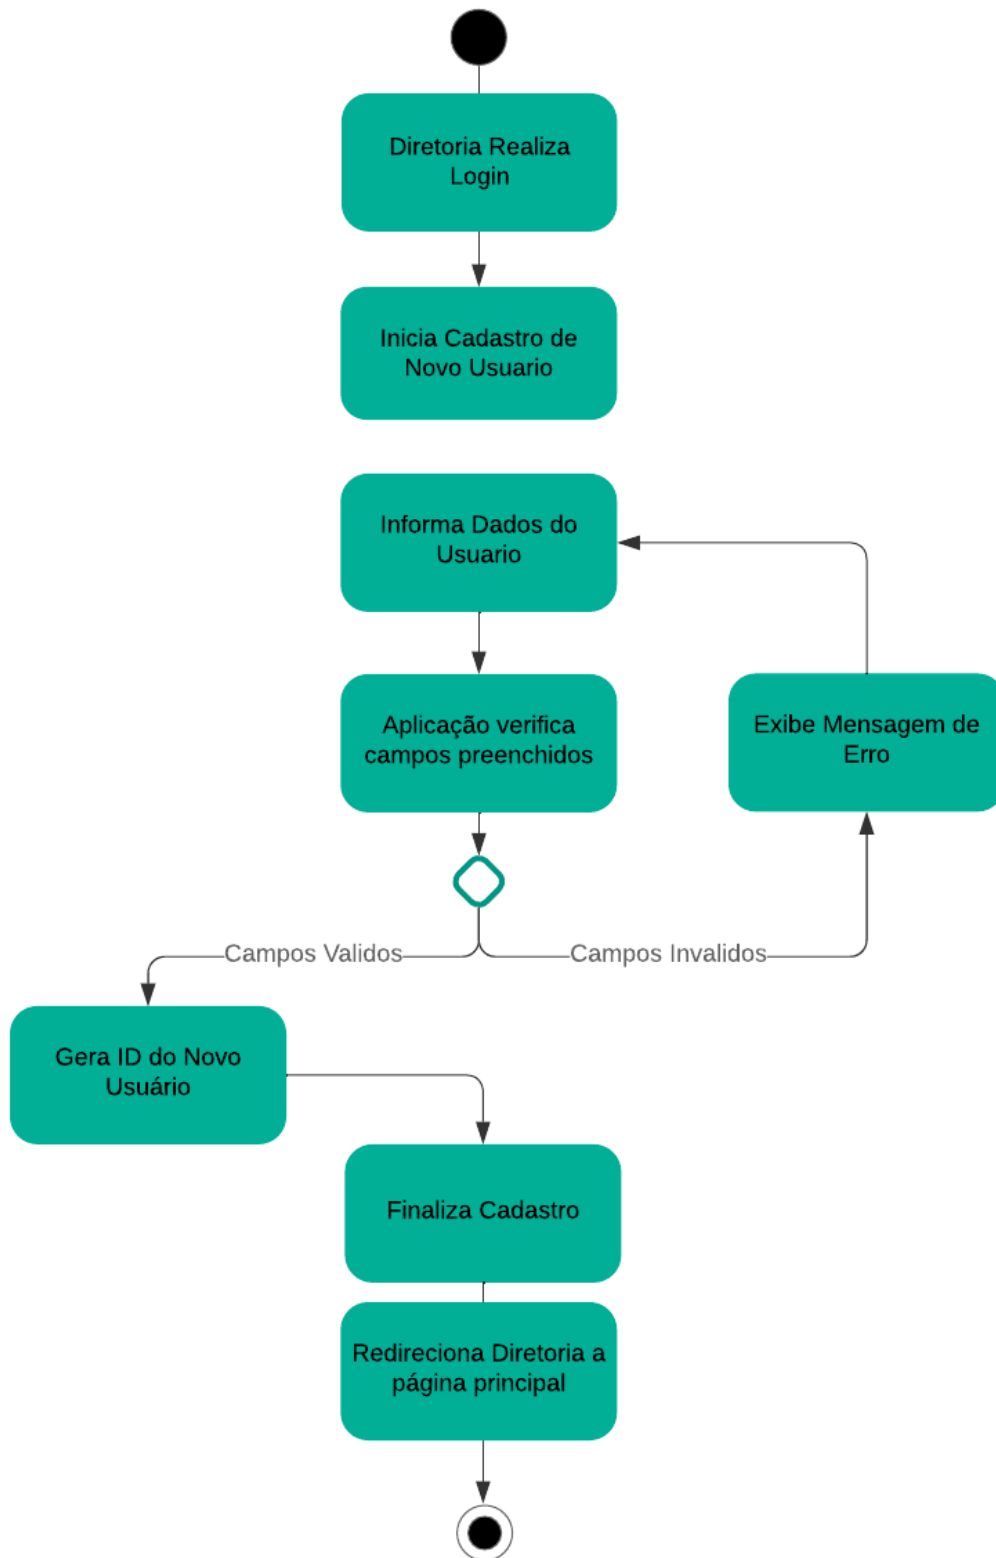 Diretoria Realiza
Login
Inicia Cadastro de
Novo Usuario
Informa Dados do
Usuario
Aplicação verifica
campos preenchidos
Exibe Mensagem de
Erro
Campos Validos
Campos Invalidos
Gera ID do Novo
Usuário
Finaliza Cadastro
Redireciona Diretoria a
página principal